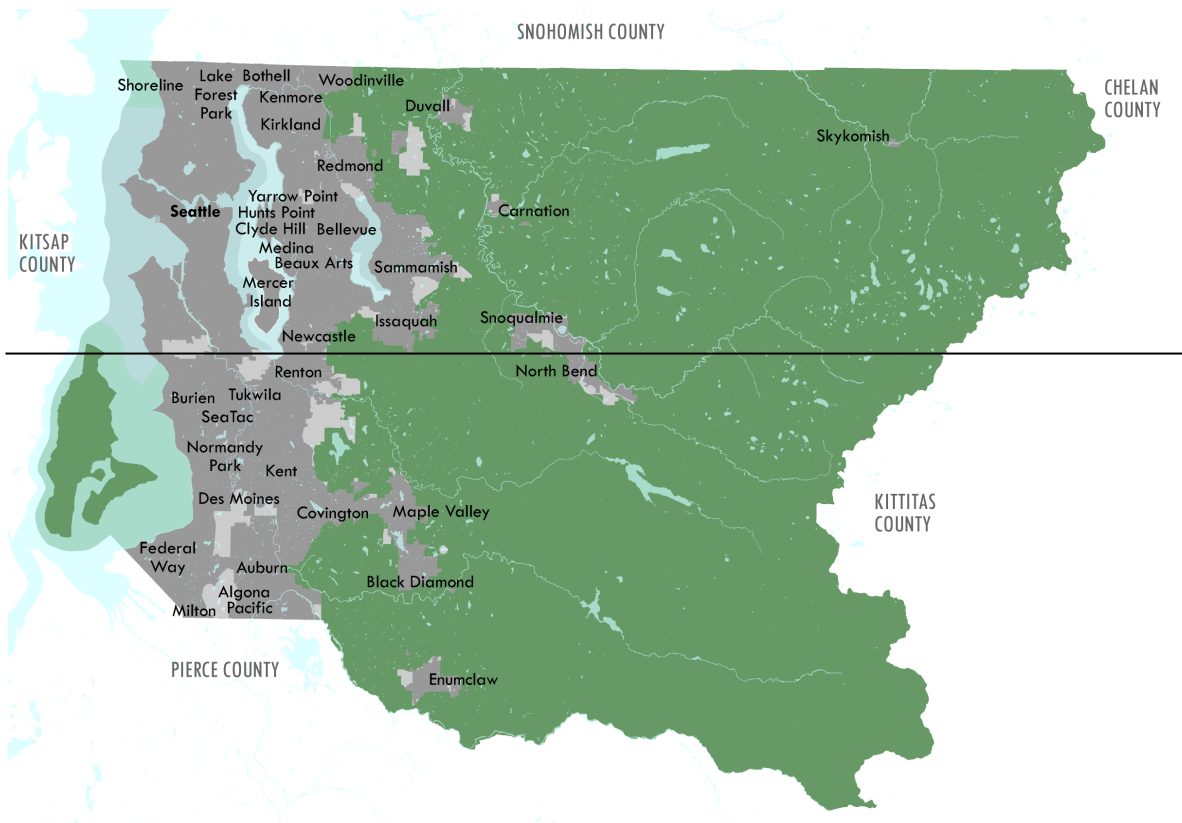 SNOHOMISH COUNTY
CHELAN
COUNTY
Shoreline
Lake
Forest
Park
Bothell
Kenmore
Woodinville
Kirkland
Duvall
Skykomish
Redmond
Yarrow Point
Seattle
Hunts Point
Clyde Hill
Bellevue
Carnation
KITSAP
COUNTY
Medina
Beaux Arts
Sammamish
Mercer
Island
Newcastle
Issaquah
Snoqualmie
Renton
North Bend
Burien
Tukwila
SeaTac
Normandy
Park
Kent
Des Moines
Covington
Maple Valley
KITTITAS
COUNTY
Federal
Way
Auburn
Black Diamond
Algona
Pacific
Milton
PIERCE COUNTY
Enumclaw